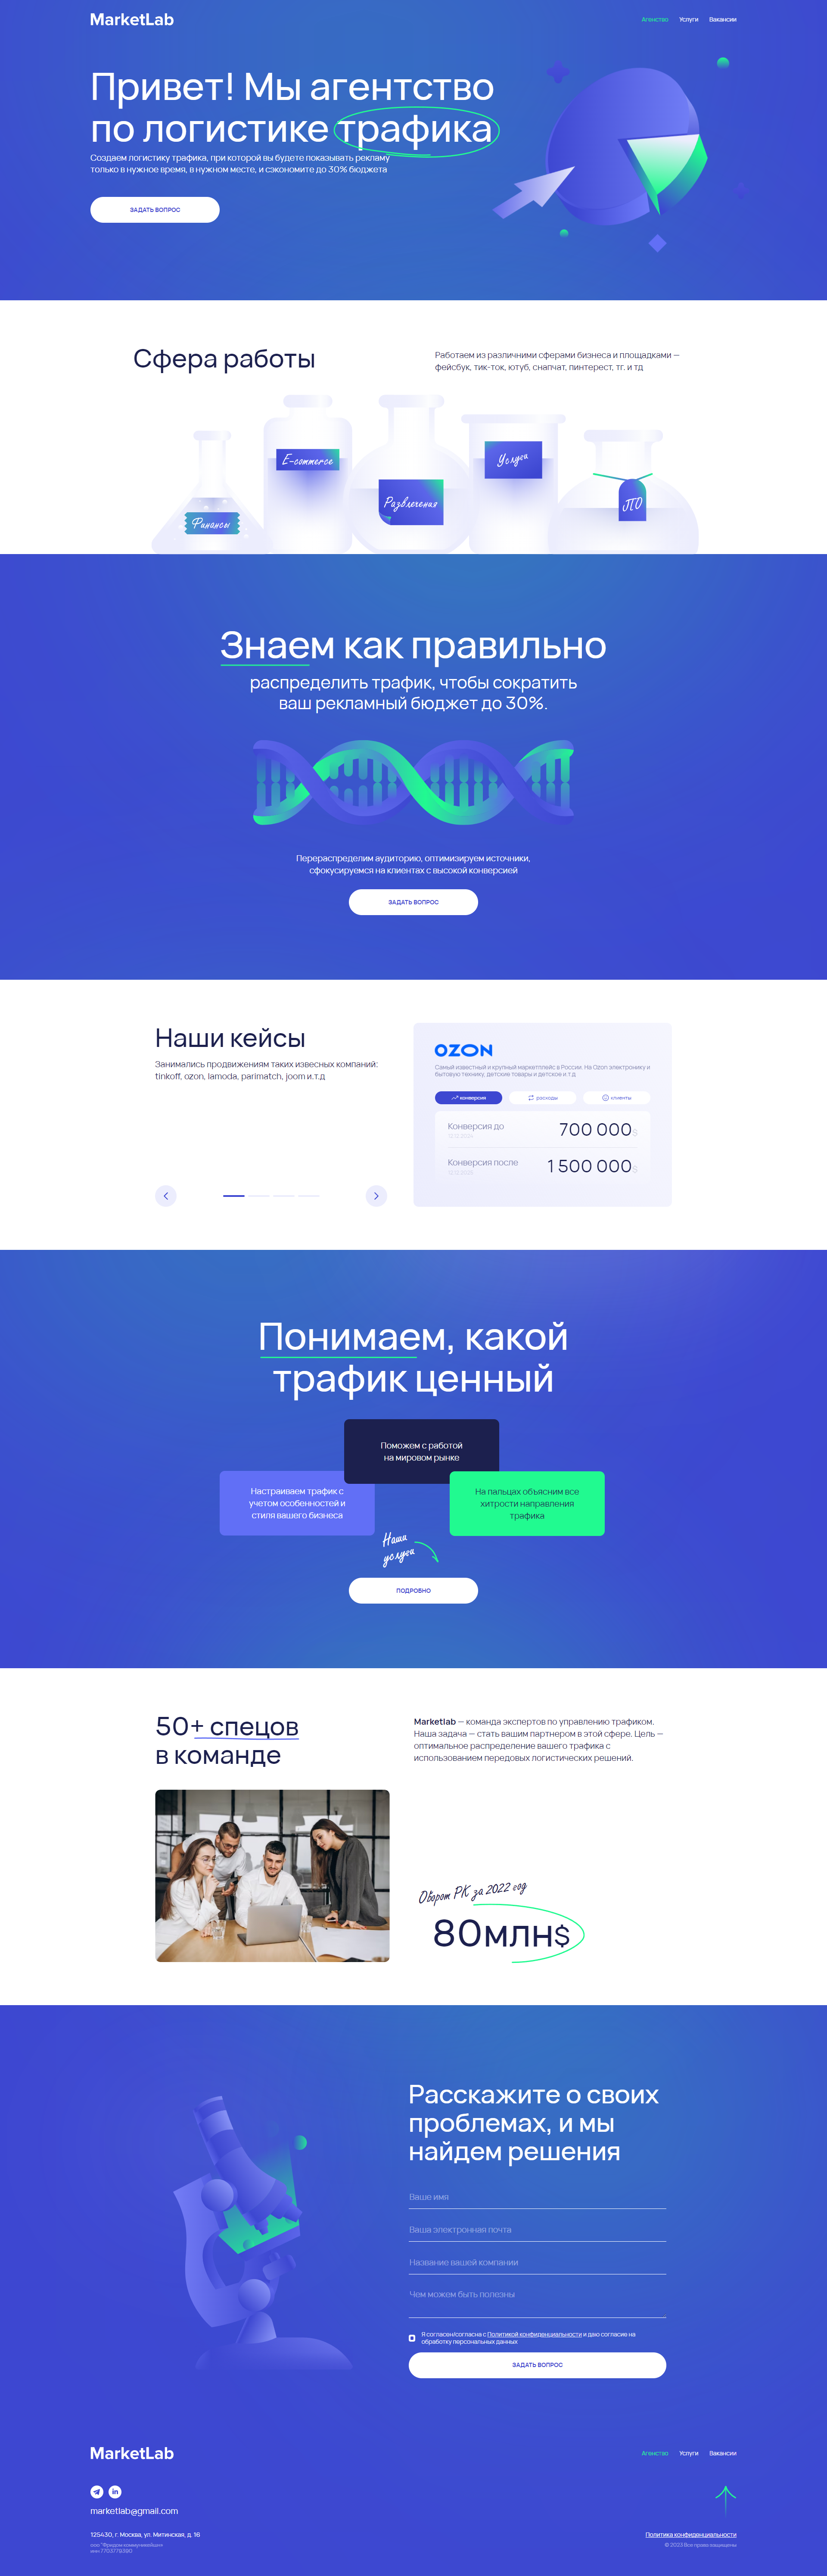 MarketLab
Агенство Услуги Вакансии
Привет! Мы агентство
по логистике трафика
Создаем логистику трафика, при которой вы будете показывать рекламу
только в нужное время, в нужном месте, и сэкономите до 30% бюджета
ЗАДАТЬ ВОПРОС
Сфера работы
Работаем из различними сферами бизнеса и площадками —
фейсбук, тик-ток, ютуб, снапчат, пинтерест, тг. и тд
Финансы
E-commerce
Развлечения
Услуги
ПО
Знаем как правильно
распределить трафик, чтобы сократить
ваш рекламный бюджет до 30%.
Перераспределим аудиторию, оптимизируем источники,
сфокусируемся на клиентах с высокой конверсией
ЗАДАТЬ ВОПРОС
Наши кейсы
Занимались продвижениям таких извесных компаний:
tinkoff, ozon, lamoda, parimatch, joom и.т.д
OZON
Самый известный и крупный маркетплейс в России. На Ozon электронику и
бытовую технику, детские товары и детское и.т.д.
конверсия
расходы
клиенты
Конверсия до
700 000$
Конверсия после
1 500 000$
Понимаем, какой
трафик ценный
Поможем с работой
на мировом рынке
Настраиваем трафик с
учетом особенностей и
стиля вашего бизнеса
На пальцах объясним все
хитрости направления
трафика
Наши
услуги
ПОДРОБНО
50+ спецов
в команде
Marketlab — команда экспертов по управлению трафиком.
Наша задача — стать вашим партнером в этой сфере. Цель —
оптимальное распределение вашего трафика с
использованием передовых логистических решений.
Оборот РК за 2022 год
80млн$
Расскажите о своих
проблемах, и мы
найдем решения
Ваше имя
Ваша электронная почта
Название вашей компании
Чем можем быть полезны
Я согласен/согласна с Политикой конфиденциальности и даю согласие на
обработку персональных данных
ЗАДАТЬ ВОПРОС
MarketLab
Агенство Услуги Вакансии
in
marketlab@gmail.com
125430, г. Москва, ул. Митинская, д. 16
ооо "Фридом коммуникейшн"
инн 7703779390
Политика конфиденциальности
© 2023 Все права защищены